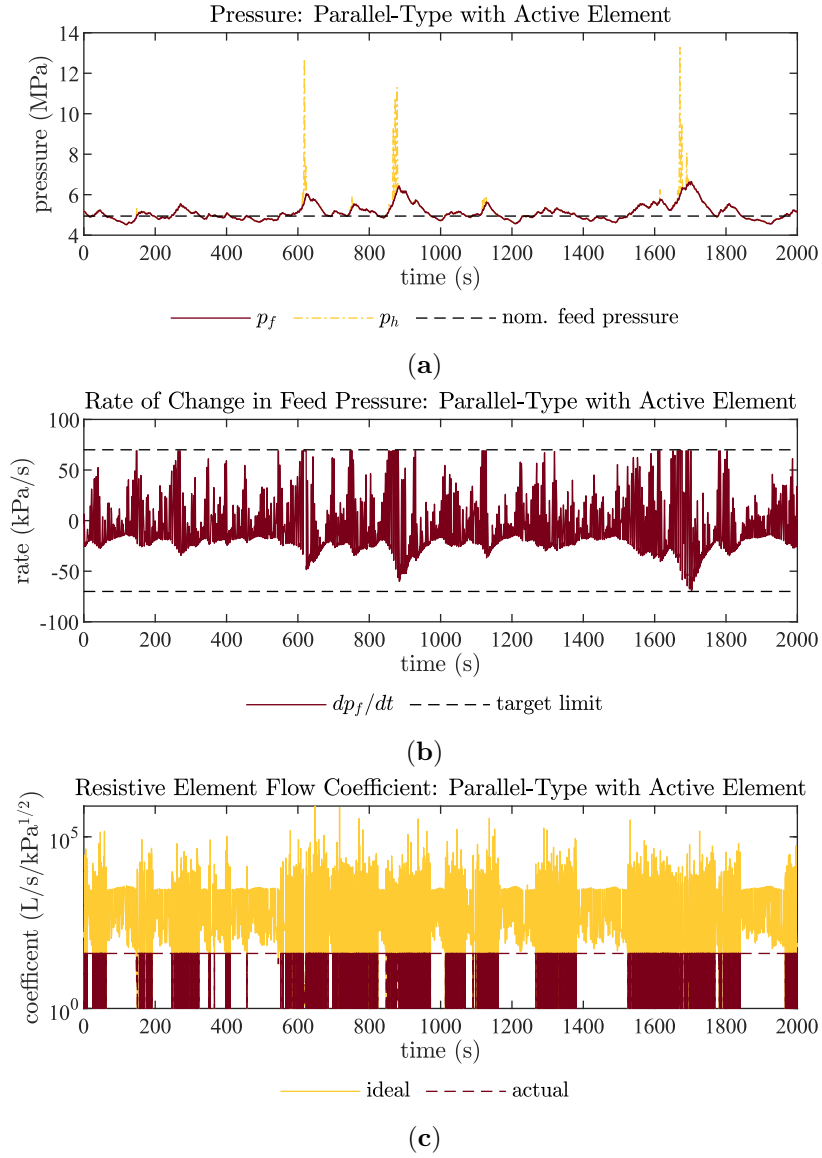 Pressure: Parallel-Type with Active Element
14
12
10
8
6
4
pressure (MPa)
0 200 400 600 800 1000 1200 1400 1600 1800 2000
time (s)
p_f p_h nom. feed pressure
(a)
Rate of Change in Feed Pressure: Parallel-Type with Active Element
100
50
0
-50
-100
rate (kPa/s)
0 200 400 600 800 1000 1200 1400 1600 1800 2000
time (s)
dp_f/dt target limit
(b)
Resistive Element Flow Coefficient: Parallel-Type with Active Element
10^5
10^0
coefficent (L/s/kPa^1/2)
0 200 400 600 800 1000 1200 1400 1600 1800 2000
time (s)
ideal actual
(c)